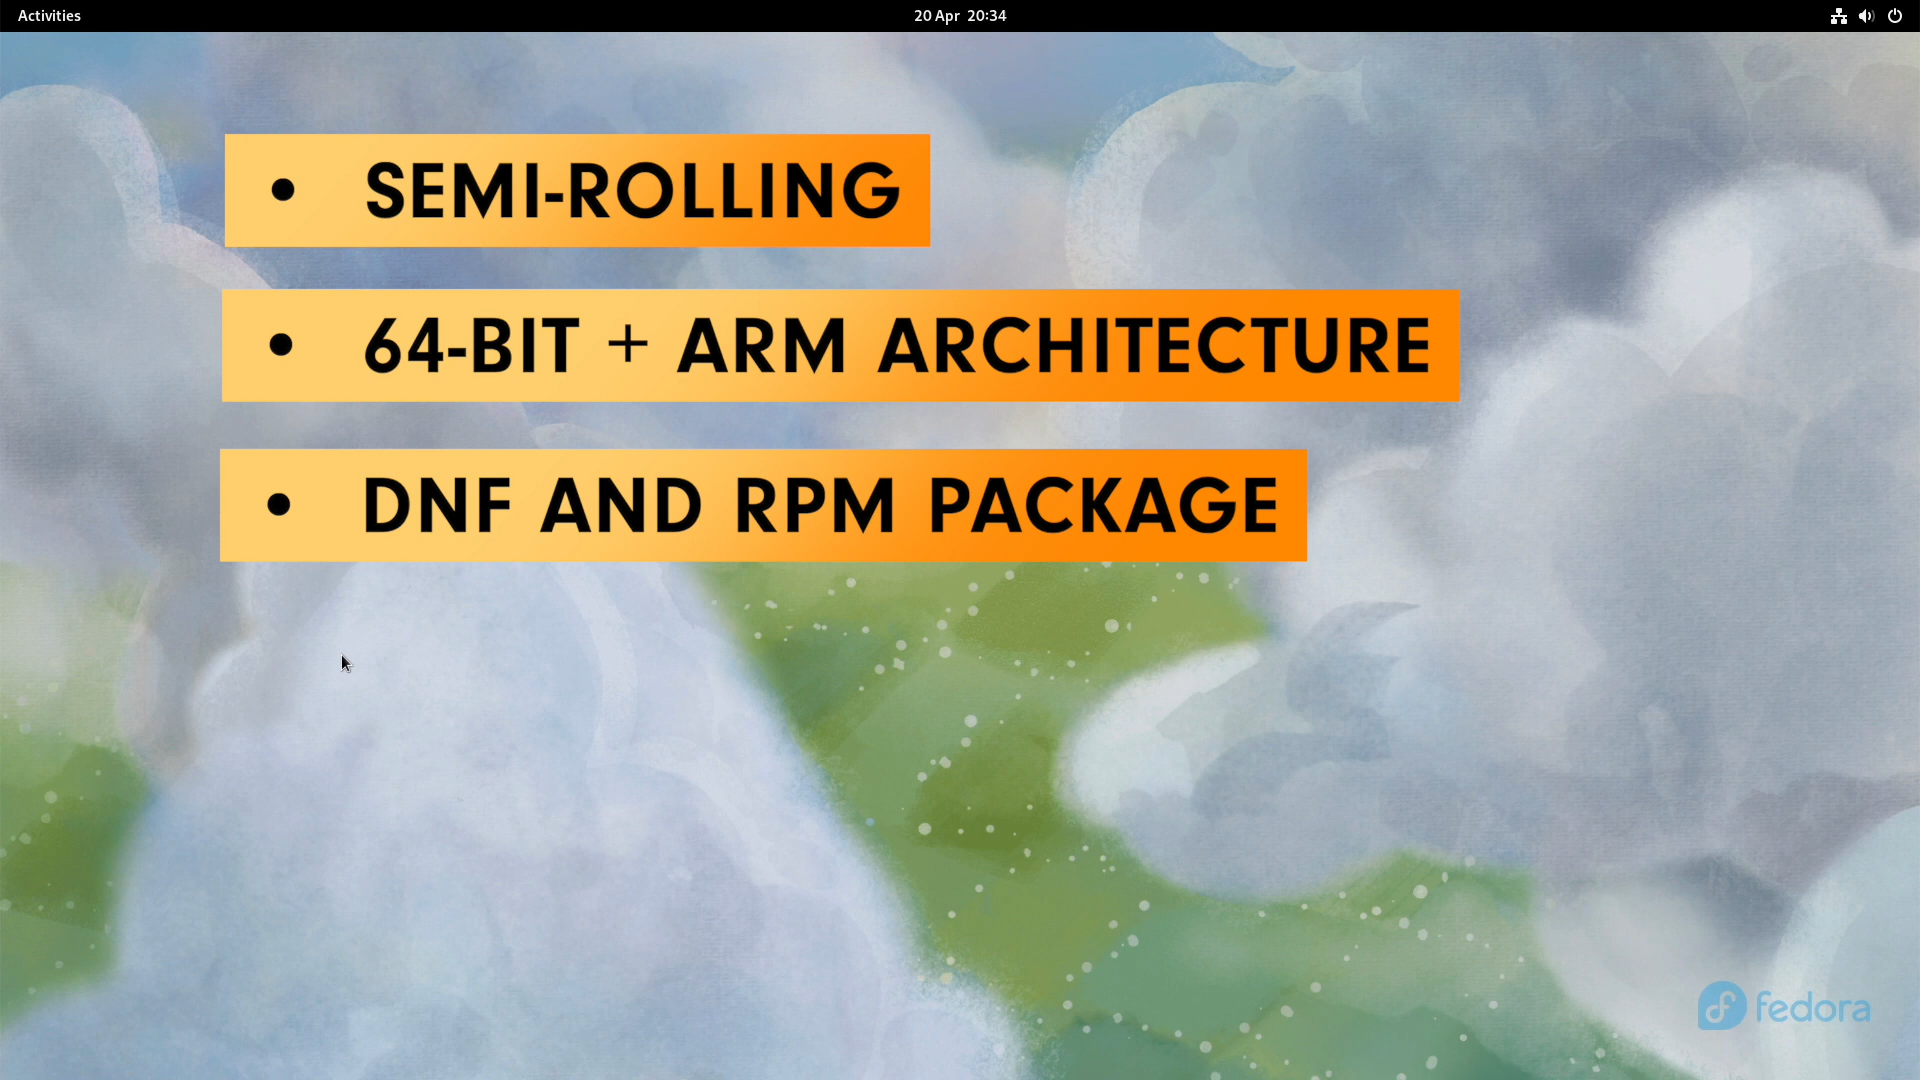 Activities
20 Apr 20:34
• SEMI-ROLLING
• 64-BIT + ARM ARCHITECTURE
• DNF AND RPM PACKAGE
fedora